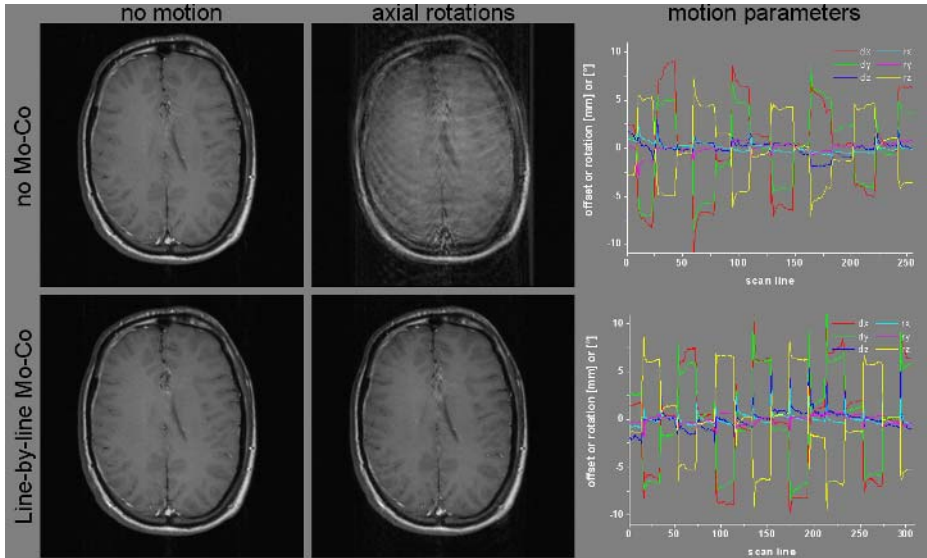 no motion
axial rotations
motion parameters
no Mo-Co
offset or rotation [mm] or [°]
10
5
0
-5
-10
dx rx
dy ry
dz rz
0 50 100 150 200 250
scan line
Line-by-line Mo-Co
offset or rotation [mm] or [°]
10
5
0
-5
-10
dx rx
dy ry
dz rz
0 50 100 150 200 250 300
scan line